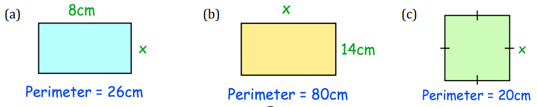 (a) 8cm (b) x (c)
x 14cm x
Perimeter = 26cm Perimeter = 80cm Perimeter = 20cm